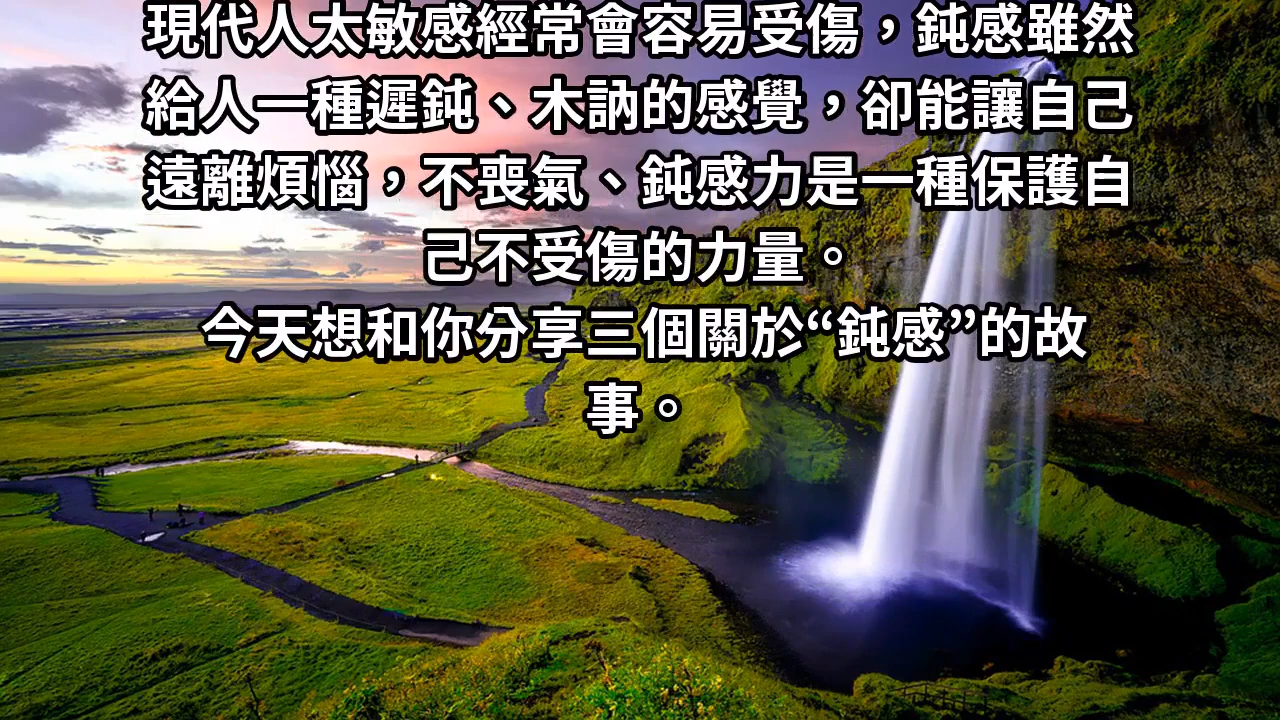 現代人太敏感經常會容易受傷，鈍感雖然
給人一種遲鈍、木訥的感覺，卻能讓自己
遠離煩惱，不喪氣、鈍感力是一種保護自
己不受傷的力量。
今天想和你分享三個關於“鈍感”的故
事。